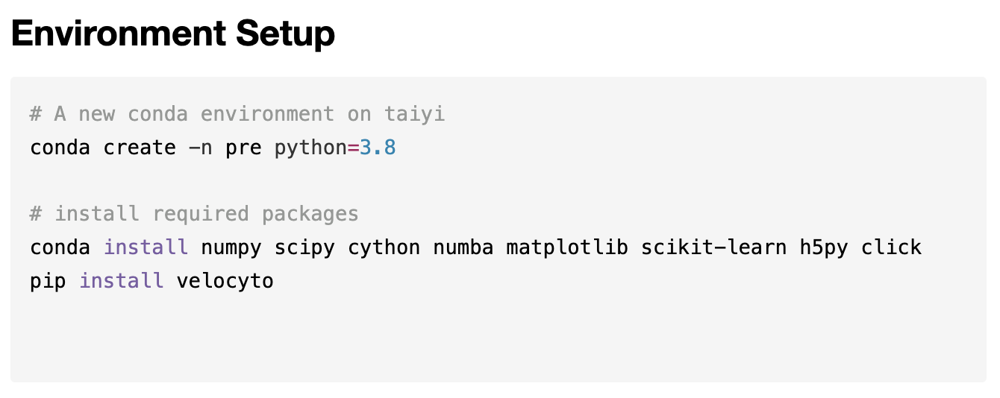 Environment Setup
# A new conda environment on taiyi
conda create -n pre python=3.8
# install required packages
conda install numpy scipy cython numba matplotlib scikit-learn h5py click
pip install velocyto